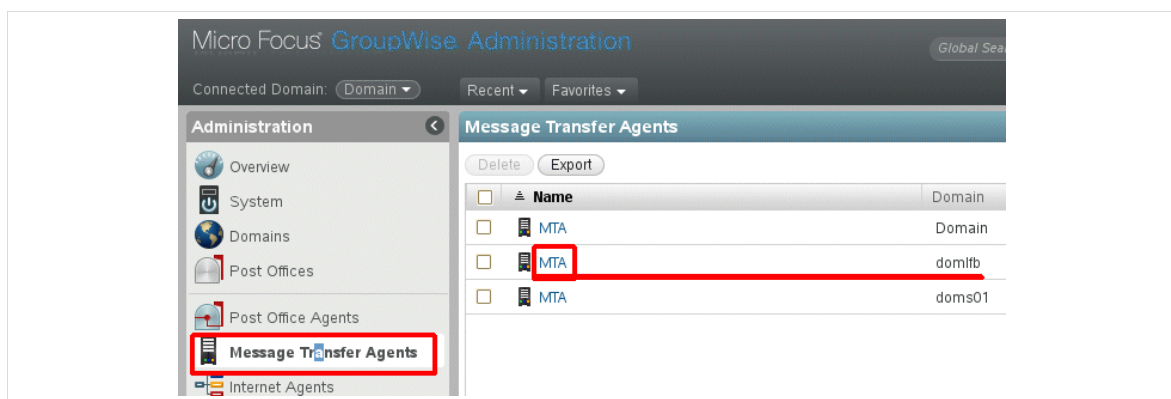 Micro Focus® GroupWise Administration
Global Sea
Connected Domain: Domain
Recent Favorites
Administration
Message Transfer Agents
Overview
Delete Export
System
Name Domain
Domains
MTA Domain
Post Offices
MTA domlfb
MTA doms01
Post Office Agents
Message Transfer Agents
Internet Agents